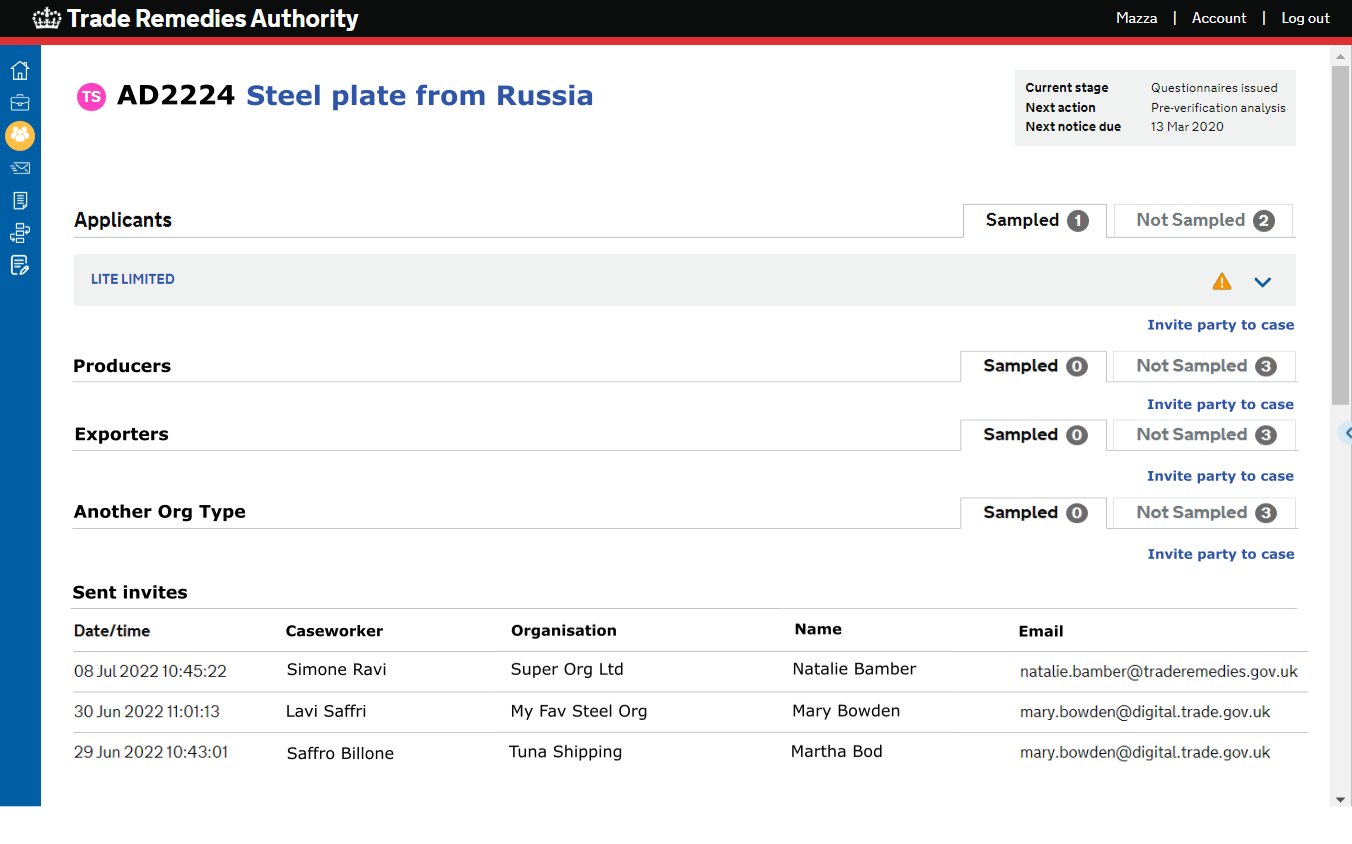 Trade Remedies Authority Mazza | Account | Log out
TS AD2224 Steel plate from Russia
Current stage Questionnaires issued
Next action Pre-verification analysis
Next notice due 13 Mar 2020
Applicants Sampled 1 Not Sampled 2
LITE LIMITED
Invite party to case
Producers Sampled 0 Not Sampled 3
Invite party to case
Exporters Sampled 0 Not Sampled 3
Invite party to case
Another Org Type Sampled 0 Not Sampled 3
Invite party to case
Sent invites
Date/time Caseworker Organisation Name Email
08 Jul 2022 10:45:22 Simone Ravi Super Org Ltd Natalie Bamber natalie.bamber@traderemedies.gov.uk
30 Jun 2022 11:01:13 Lavi Saffri My Fav Steel Org Mary Bowden mary.bowden@digital.trade.gov.uk
29 Jun 2022 10:43:01 Saffro Billone Tuna Shipping Martha Bod mary.bowden@digital.trade.gov.uk